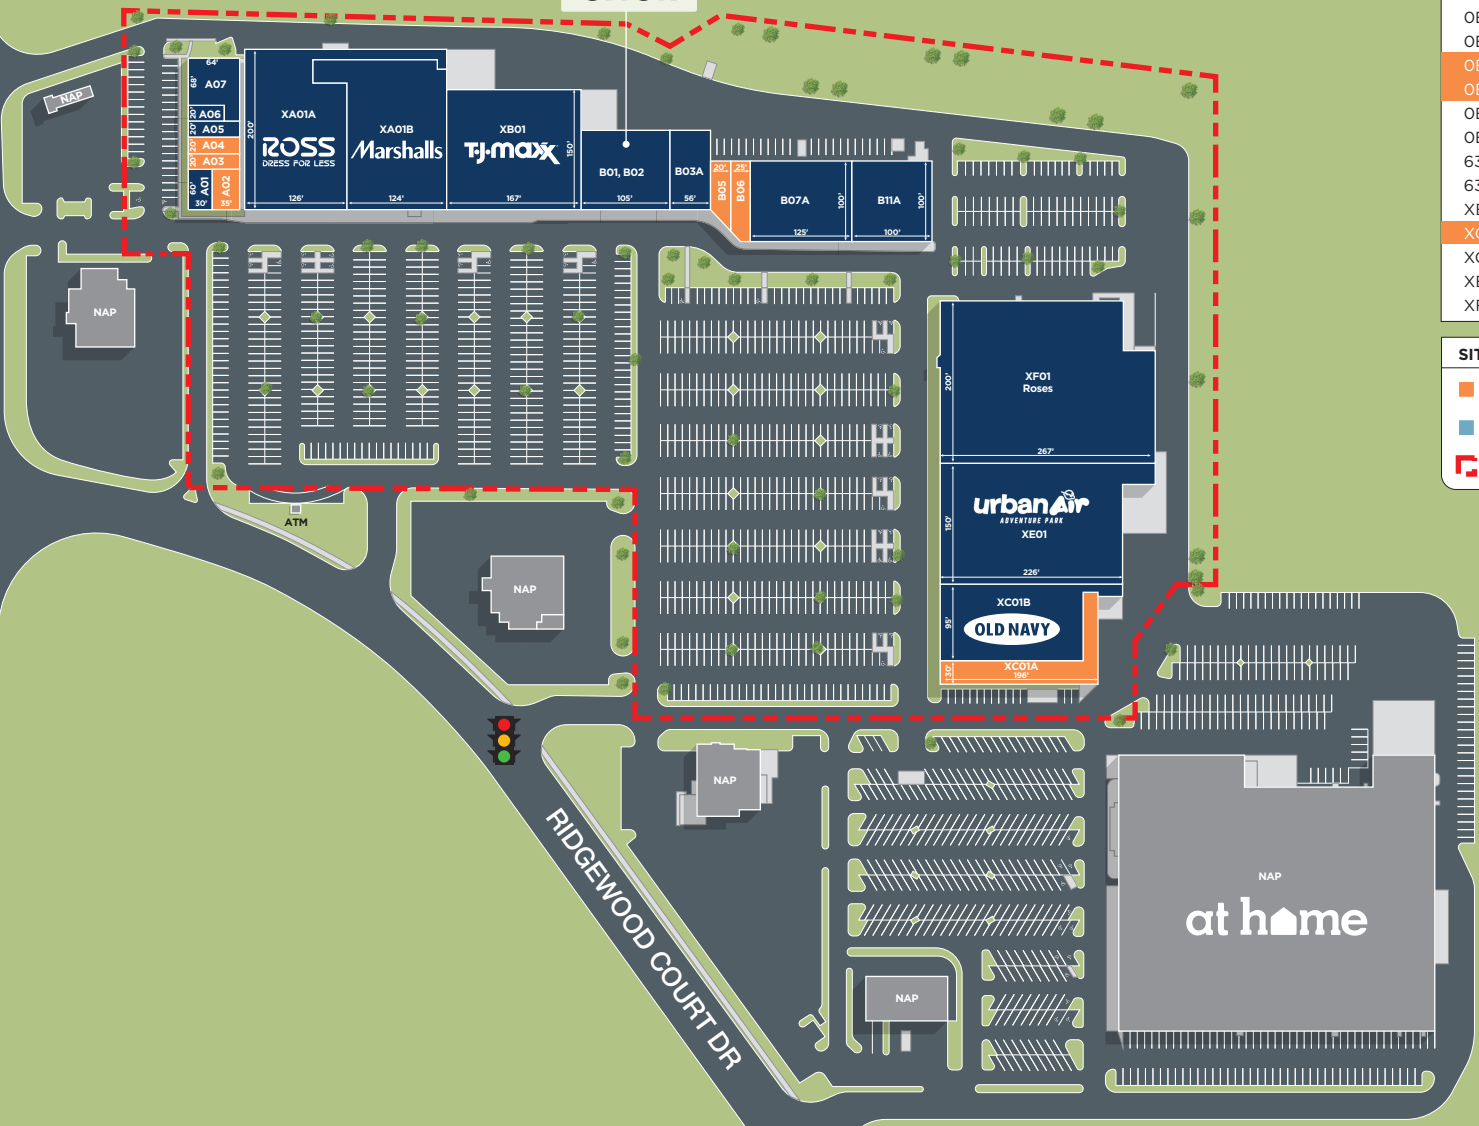 NAP
64'
68'
A07
20'
A06
20'
A05
20'
A04
20'
A03
60'
A01
30'
A02
35'
200'
XA01A
ROSS
DRESS FOR LESS
126'
XA01B
Marshalls
124'
XB01
T·J·maxx
150'
167'
B01, B02
105'
B03A
56'
20'
B05
25'
B06
B07A
100'
125'
B11A
100'
100'
NAP
ATM
NAP
XF01
Roses
200'
267'
urbanAir
ADVENTURE PARK
XE01
150'
226'
XC01B
OLD NAVY
95'
XC01A
30'
196'
NAP
RIDGEWOOD COURT DR
NAP
NAP
at home
63
63
SIT